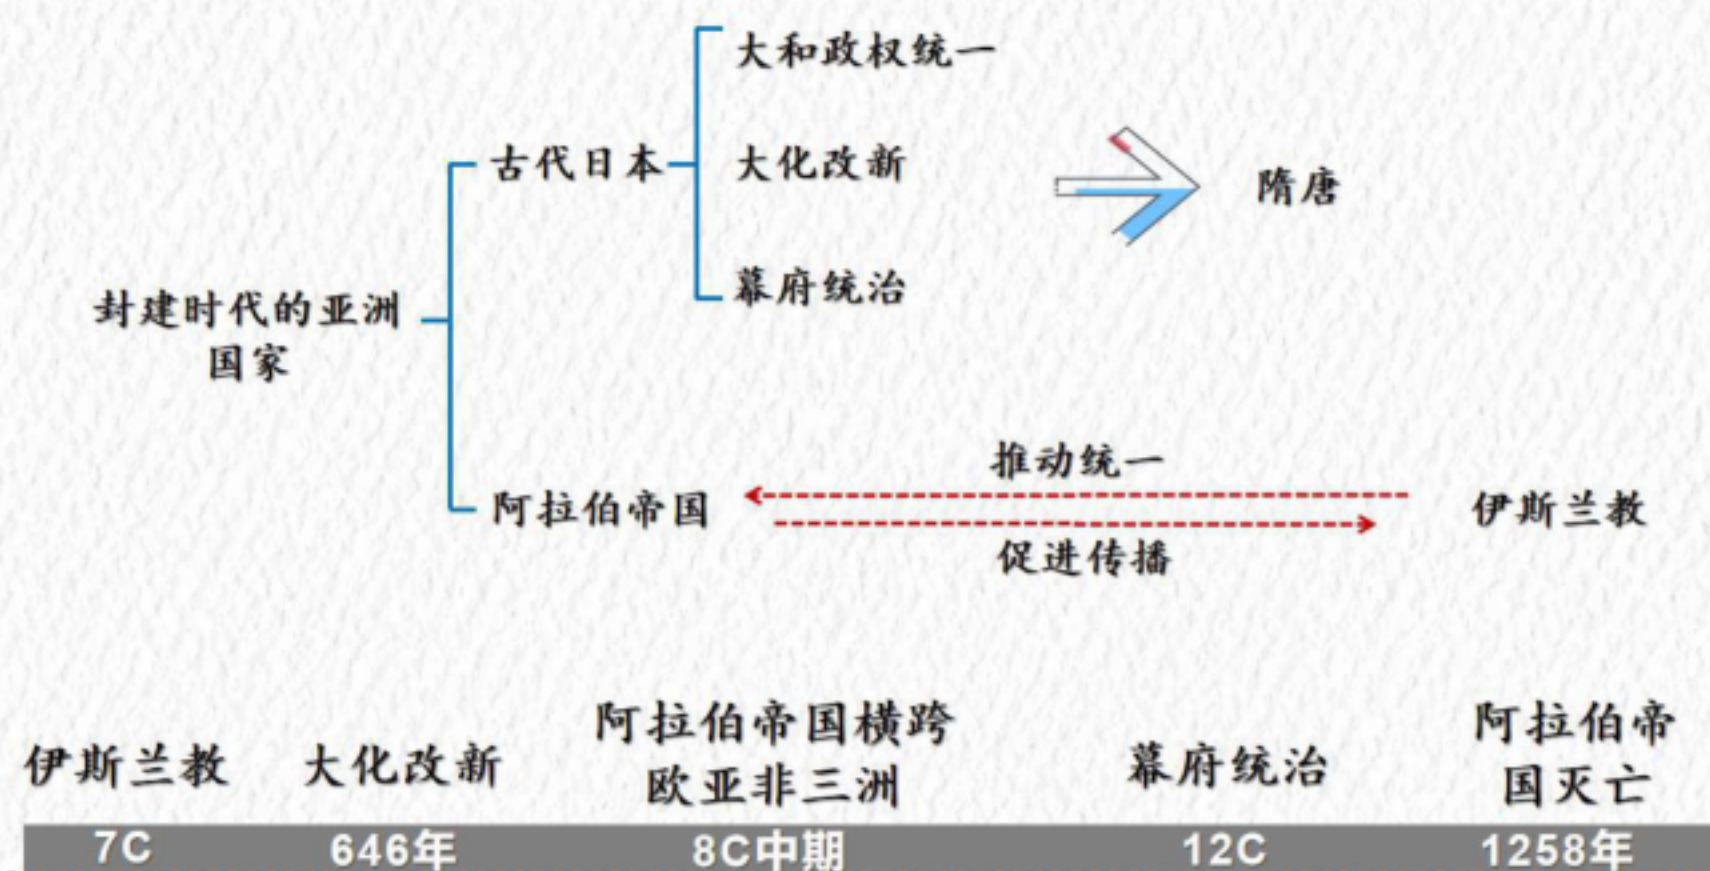 大和政权统一
古代日本
大化改新
隋唐
幕府统治
封建时代的亚洲
国家
推动统一
阿拉伯帝国
伊斯兰教
促进传播
伊斯兰教
大化改新
阿拉伯帝国横跨
欧亚非三洲
幕府统治
阿拉伯帝
国灭亡
7C
646年
8C中期
12C
1258年